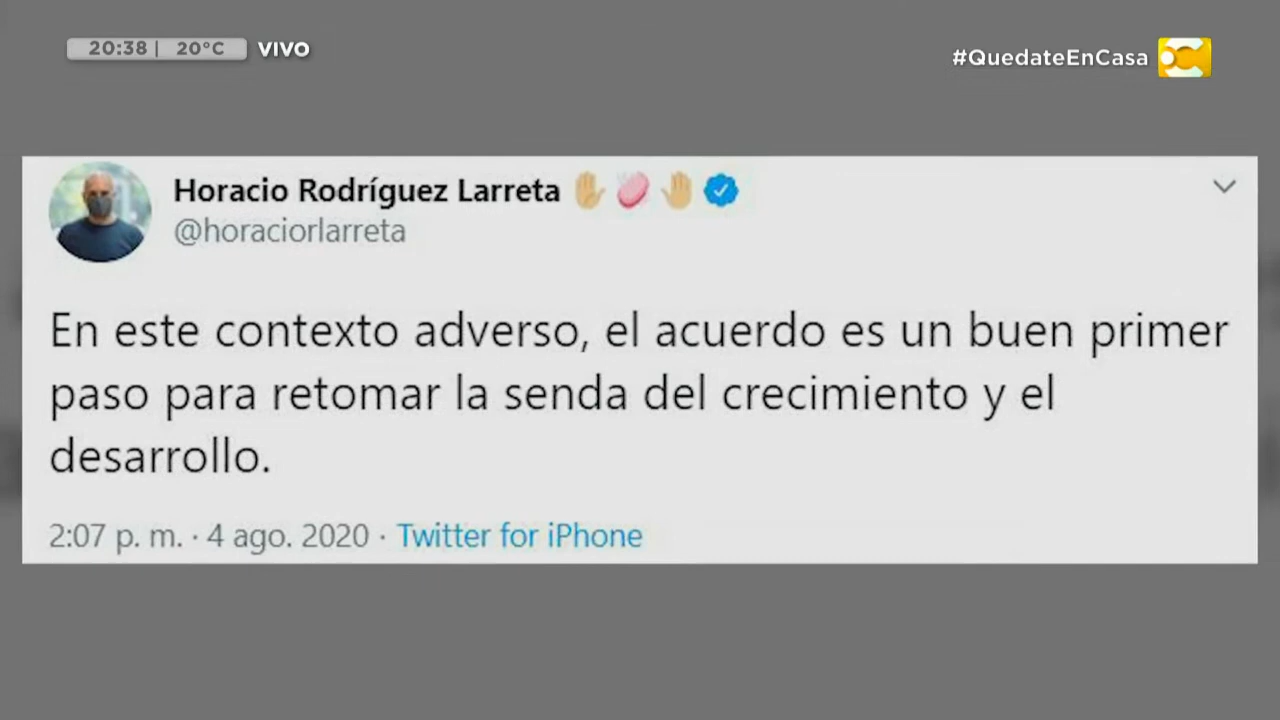 20:38 | 20°C VIVO
#QuedateEnCasa
Horacio Rodríguez Larreta
@horaciorlarreta
En este contexto adverso, el acuerdo es un buen primer
paso para retomar la senda del crecimiento y el
desarrollo.
2:07 p. m. · 4 ago. 2020 · Twitter for iPhone